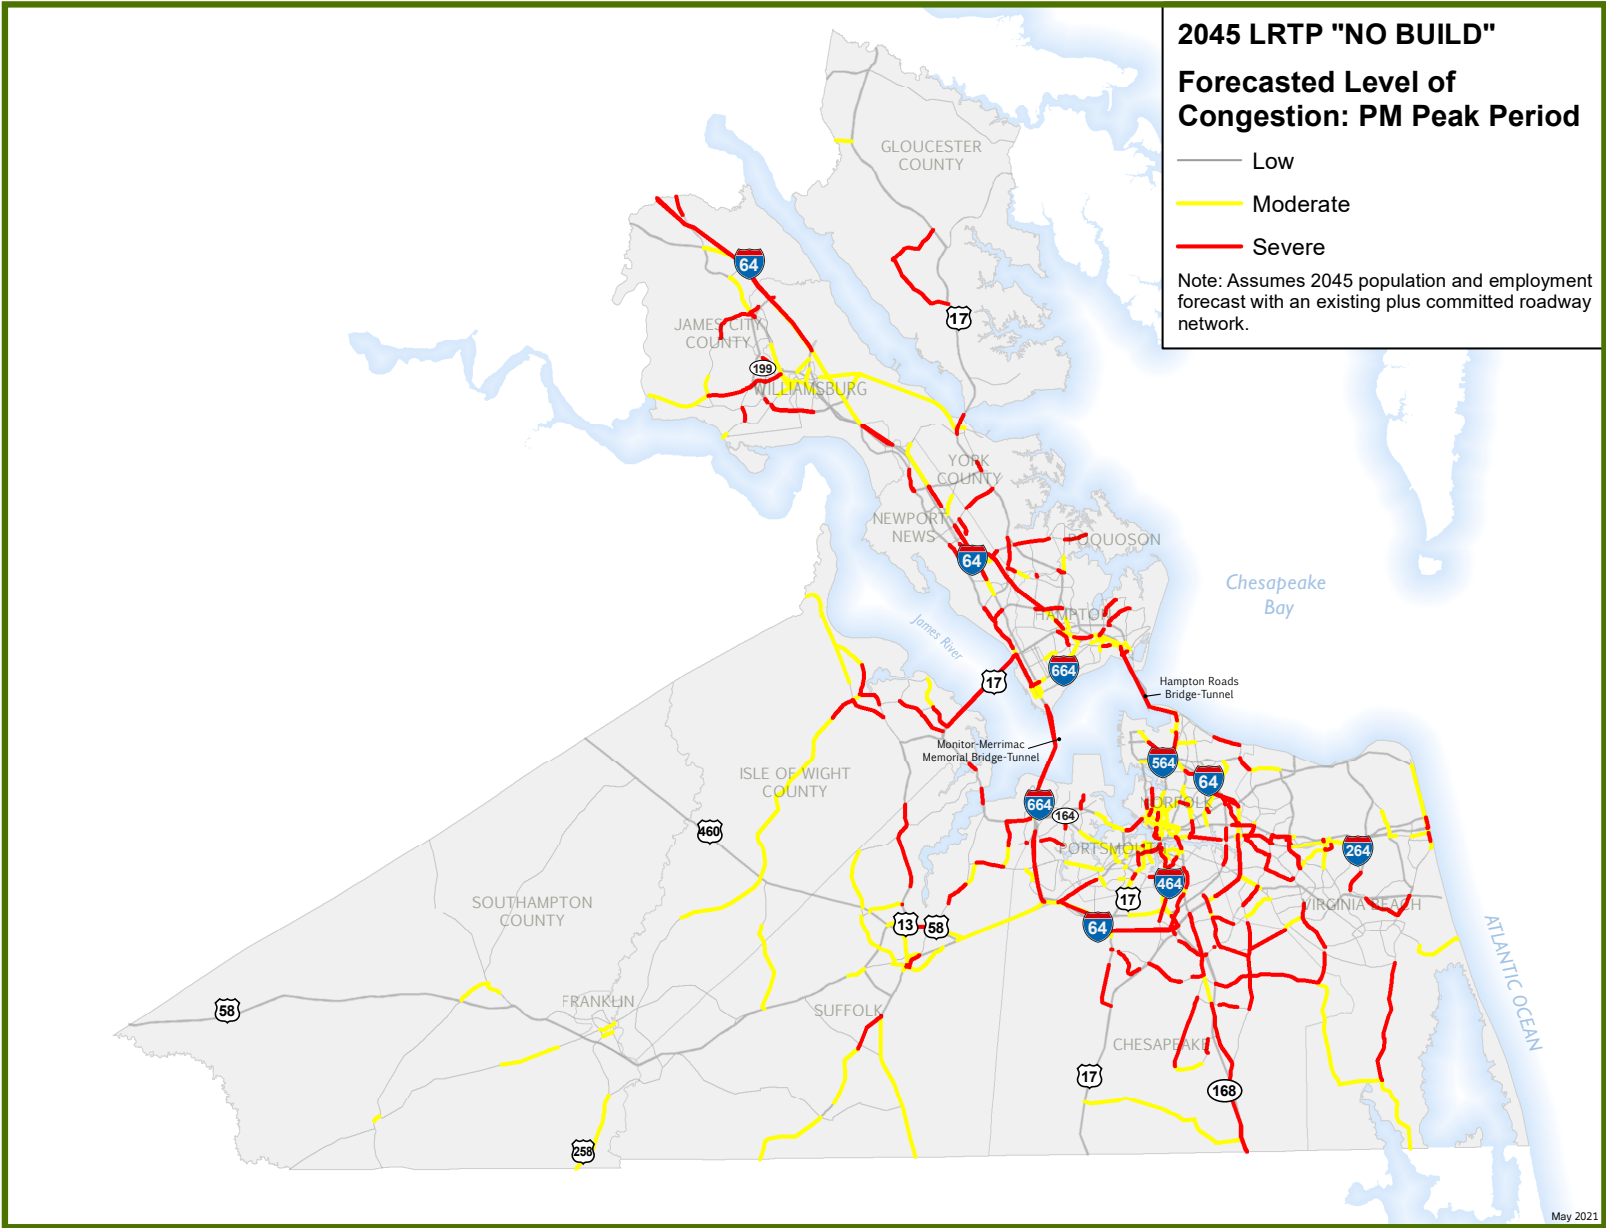 2045 LRTP "NO BUILD"
Forecasted Level of
Congestion: PM Peak Period
Low
Moderate
Severe
Note: Assumes 2045 population and employment
forecast with an existing plus committed roadway
network.
GLOUCESTER
COUNTY
64
17
JAMES CITY
COUNTY
199
WILLIAMSBURG
YORK
COUNTY
NEWPORT
NEWS
64
POQUOSON
Chesapeake
Bay
HAMPTON
James River
664
17
Hampton Roads
Bridge-Tunnel
Monitor-Merrimac
Memorial Bridge-Tunnel
564
64
ISLE OF WIGHT
COUNTY
664
164
NORFOLK
460
PORTSMOUTH
264
464
17
SOUTHAMPTON
COUNTY
VIRGINIA BEACH
13
58
64
ATLANTIC OCEAN
FRANKLIN
58
SUFFOLK
CHESAPEAKE
17
168
258
May 2021